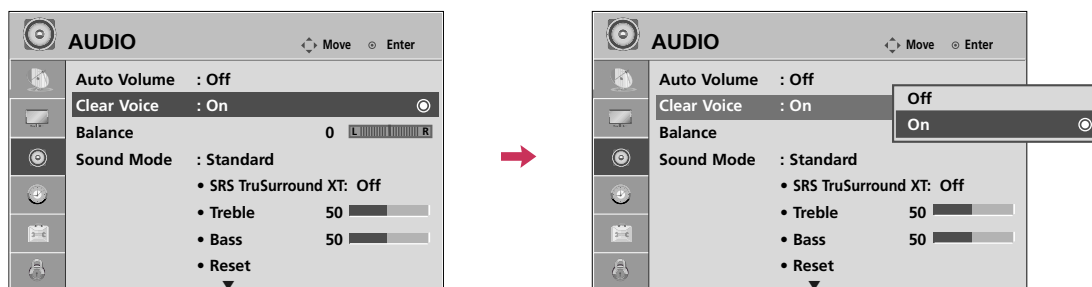 AUDIO Move Enter
Auto Volume : Off
Clear Voice : On
Balance 0 L R
Sound Mode : Standard
• SRS TruSurround XT: Off
• Treble 50
• Bass 50
• Reset
AUDIO Move Enter
Auto Volume : Off
Clear Voice : On
Balance
Sound Mode : Standard
• SRS TruSurround XT: Off
• Treble 50
• Bass 50
• Reset
Off
On